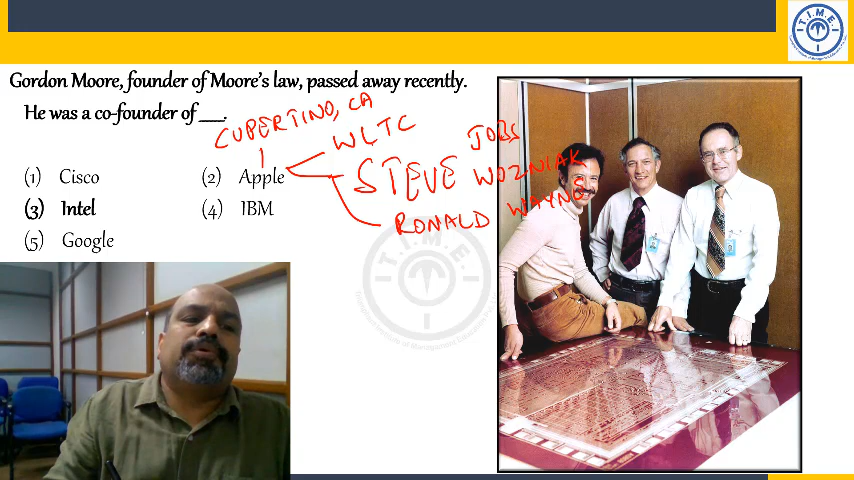 T.I.M.E.
Gordon Moore, founder of Moore's law, passed away recently.
He was a co-founder of ___.
CUPERTINO, CA
WLTC
JOBS
(1) Cisco (2) Apple
STEVE WOZNIAK
(3) Intel (4) IBM
RONALD WAYNE
(5) Google
T.I.M.E.